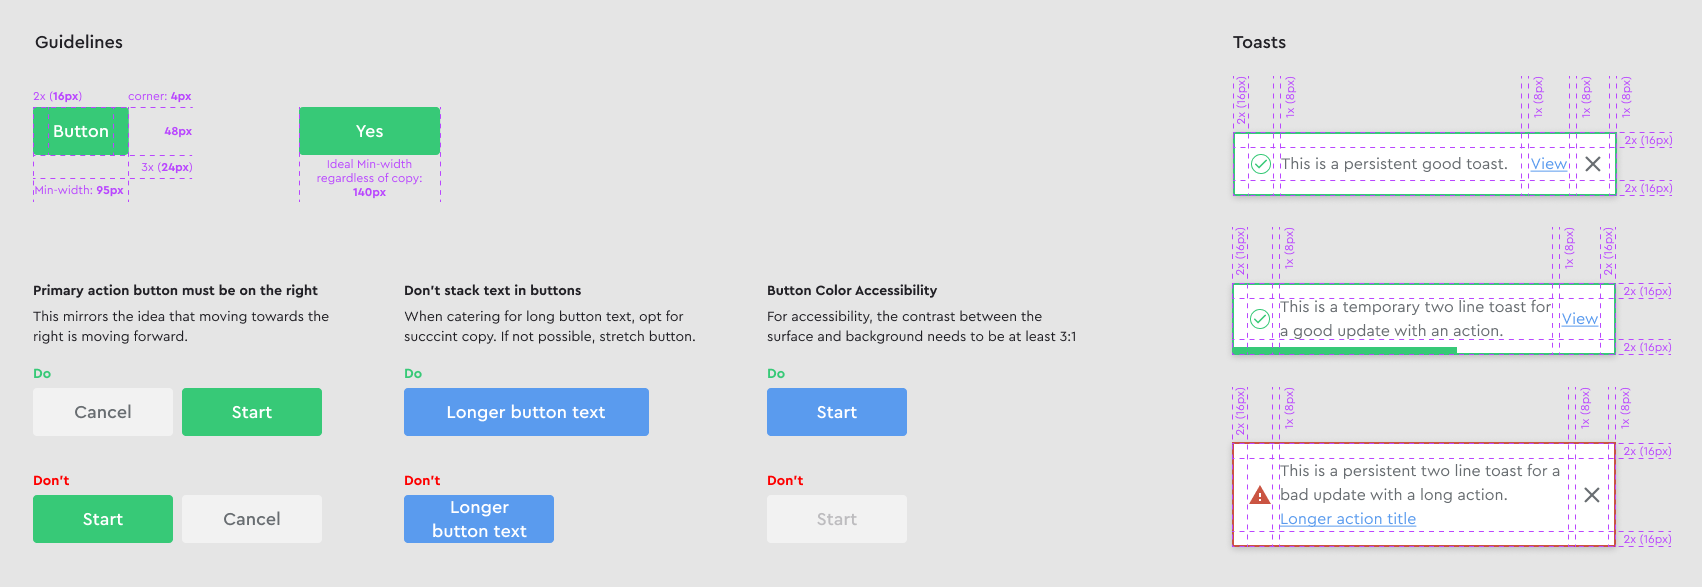 Guidelines
2x (16px)
corner: 4px
Button
48px
3x (24px)
Min-width: 95px
Yes
Ideal Min-width
regardless of copy:
140px
Primary action button must be on the right
This mirrors the idea that moving towards the
right is moving forward.
Do
Cancel
Start
Don't
Start
Cancel
Don't stack text in buttons
When catering for long button text, opt for
succcint copy. If not possible, stretch button.
Do
Longer button text
Don't
Longer
button text
Button Color Accessibility
For accessibility, the contrast between the
surface and background needs to be at least 3:1
Do
Start
Don't
Start
Toasts
2x (16px)
1x (8px)
1x (8px)
1x (8px)
1x (8px)
2x (16px)
This is a persistent good toast.
View
2x (16px)
2x (16px)
1x (8px)
1x (8px)
2x (16px)
2x (16px)
This is a temporary two line toast for
a good update with an action.
View
2x (16px)
2x (16px)
1x (8px)
1x (8px)
1x (8px)
2x (16px)
This is a persistent two line toast for a
bad update with a long action.
Longer action title
2x (16px)